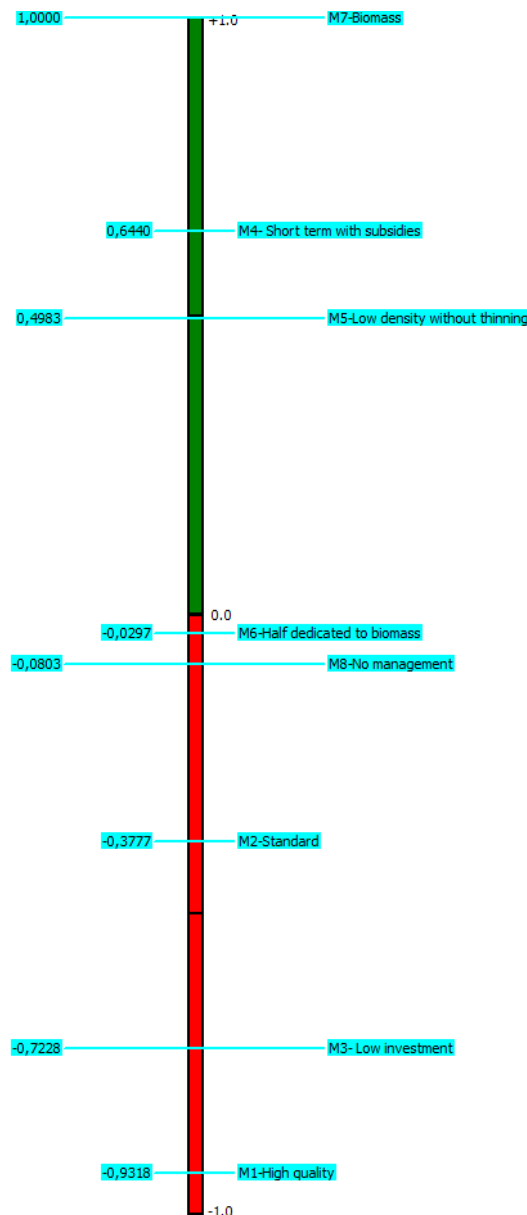 1,0000 M7-Biomass
+1.0
0,6440 M4- Short term with subsidies
0,4983 M5-Low density without thinning
0.0
-0,0297 M6-Half dedicated to biomass
-0,0803 M8-No management
-0,3777 M2-Standard
-0,7228 M3- Low investment
-0,9318 M1-High quality
-1.0